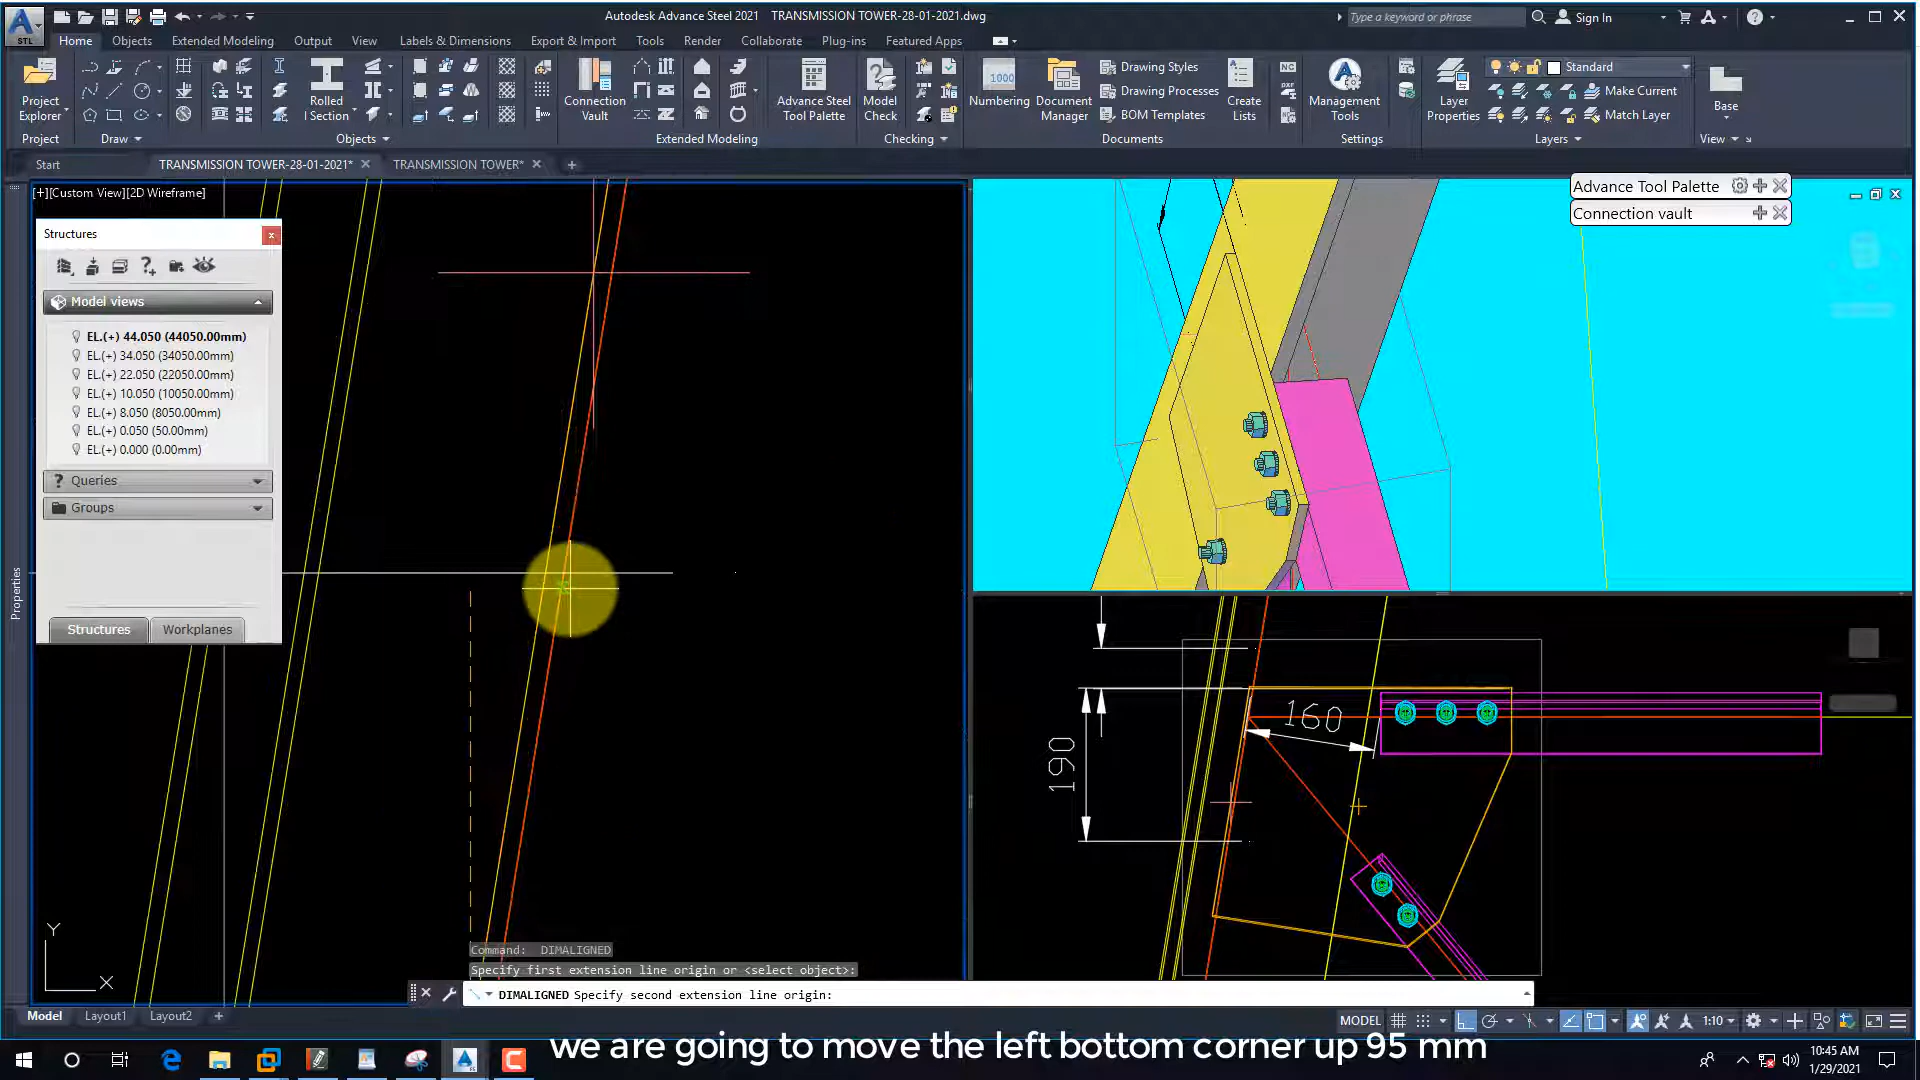 Autodesk Advance Steel 2021   TRANSMISSION TOWER-28-01-2021.dwg
Type a keyword or phrase
Sign In
STL
Home Objects Extended Modeling Output View Labels & Dimensions Export & Import Tools Render Collaborate Plug-ins Featured Apps
Project Explorer
Rolled I Section
Connection Vault
Advance Steel Tool Palette
Model Check
1000
Numbering
Document Manager
Drawing Styles
Drawing Processes
BOM Templates
Create Lists
NC
DXF
Management Tools
Layer Properties
Standard
Make Current
Match Layer
Base
Project Draw Objects Extended Modeling Checking Documents Settings Layers View
Start TRANSMISSION TOWER-28-01-2021* TRANSMISSION TOWER*
[+][Custom View][2D Wireframe]
Advance Tool Palette
Connection vault
Structures
Model views
EL.(+) 44.050 (44050.00mm)
EL.(+) 34.050 (34050.00mm)
EL.(+) 22.050 (22050.00mm)
EL.(+) 10.050 (10050.00mm)
EL.(+) 8.050 (8050.00mm)
EL.(+) 0.050 (50.00mm)
EL.(+) 0.000 (0.00mm)
Queries
Groups
Properties
Structures Workplanes
160
190
Y
X
Command: DIMALIGNED
Specify first extension line origin or <select object>:
DIMALIGNED Specify second extension line origin:
Model Layout1 Layout2
MODEL
1:10
we are going to move the left bottom corner up 95 mm
10:45 AM
1/29/2021